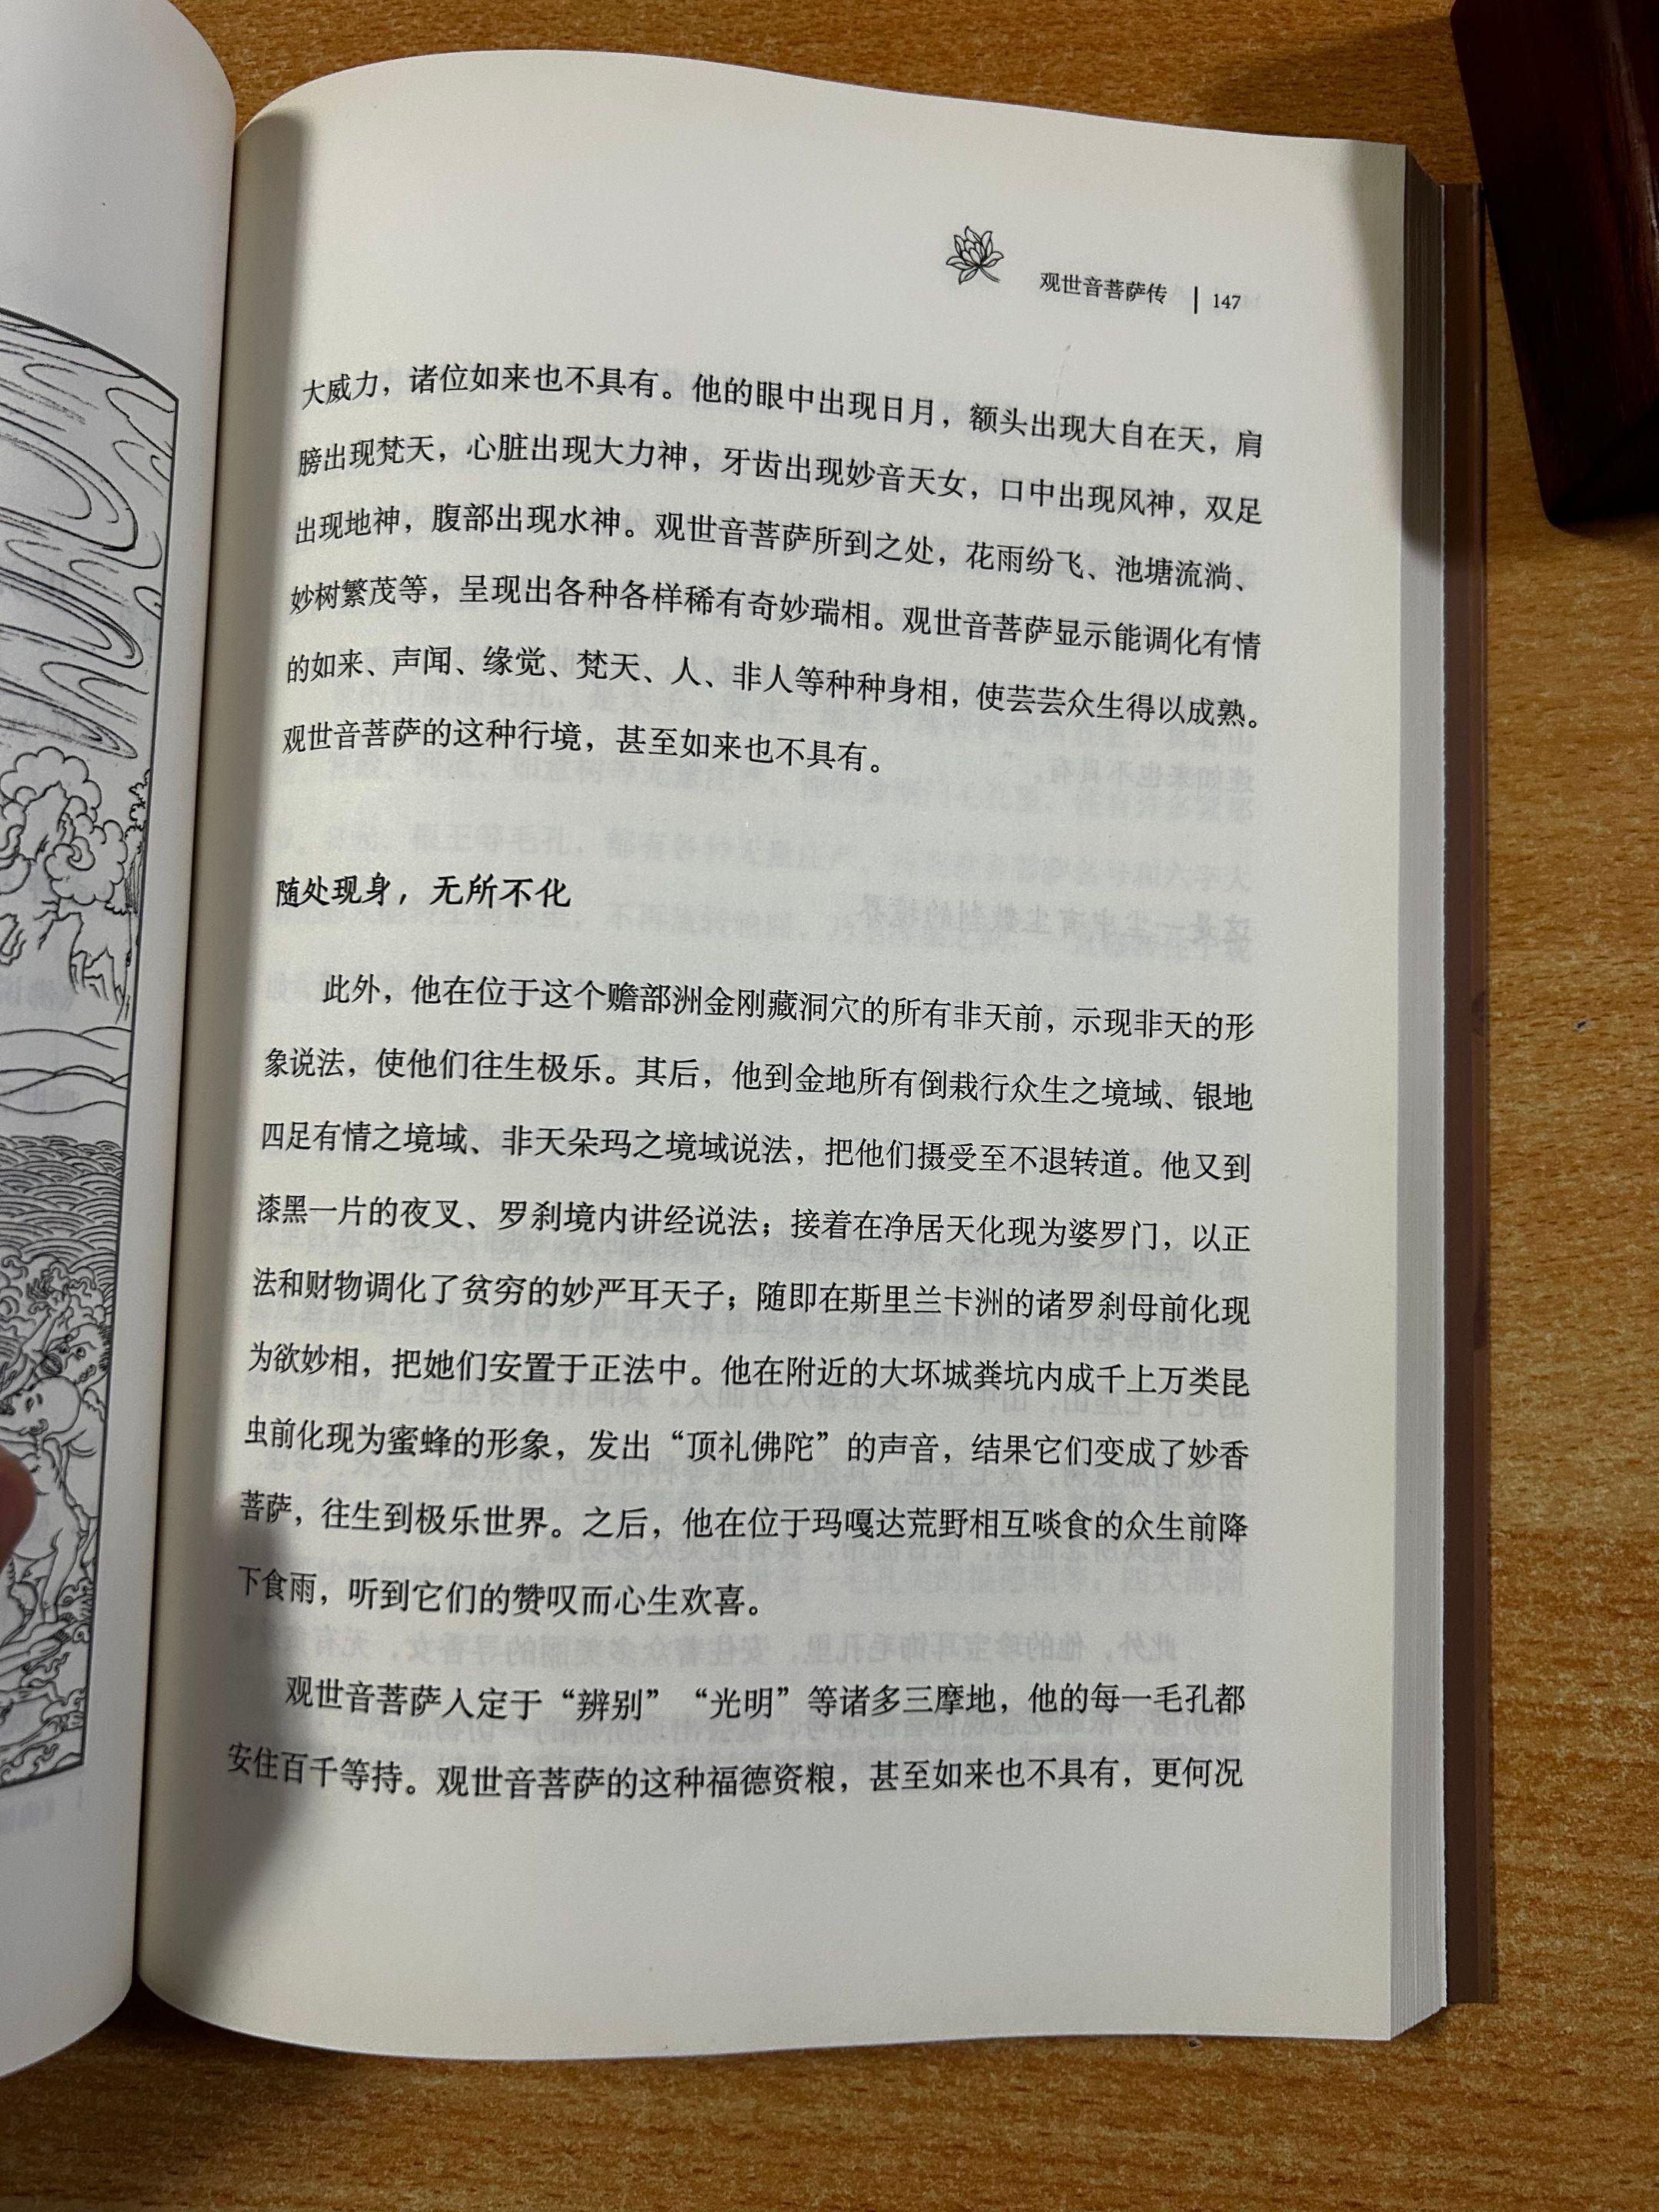 观世音菩萨传 | 147
大威力，诸位如来也不具有。他的眼中出现日月，额头出现大自在天，肩
膀出现梵天，心脏出现大力神，牙齿出现妙音天女，口中出现风神，双足
出现地神，腹部出现水神。观世音菩萨所到之处，花雨纷飞、池塘流淌、
妙树繁茂等，呈现出各种各样稀有奇妙瑞相。观世音菩萨显示能调化有情
的如来、声闻、缘觉、梵天、人、非人等种种身相，使芸芸众生得以成熟。
观世音菩萨的这种行境，甚至如来也不具有。
随处现身，无所不化
此外，他在位于这个赡部洲金刚藏洞穴的所有非天前，示现非天的形
象说法，使他们往生极乐。其后，他到金地所有倒栽行众生之境域、银地
四足有情之境域、非天朵玛之境域说法，把他们摄受至不退转道。他又到
漆黑一片的夜叉、罗刹境内讲经说法；接着在净居天化现为婆罗门，以正
法和财物调化了贫穷的妙严耳天子；随即在斯里兰卡洲的诸罗刹母前化现
为欲妙相，把她们安置于正法中。他在附近的大坏城粪坑内成千上万类昆
虫前化现为蜜蜂的形象，发出“顶礼佛陀”的声音，结果它们变成了妙香
菩萨，往生到极乐世界。之后，他在位于玛嘎达荒野相互啖食的众生前降
下食雨，听到它们的赞叹而心生欢喜。
观世音菩萨入定于“辨别”“光明”等诸多三摩地，他的每一毛孔都
安住百千等持。观世音菩萨的这种福德资粮，甚至如来也不具有，更何况